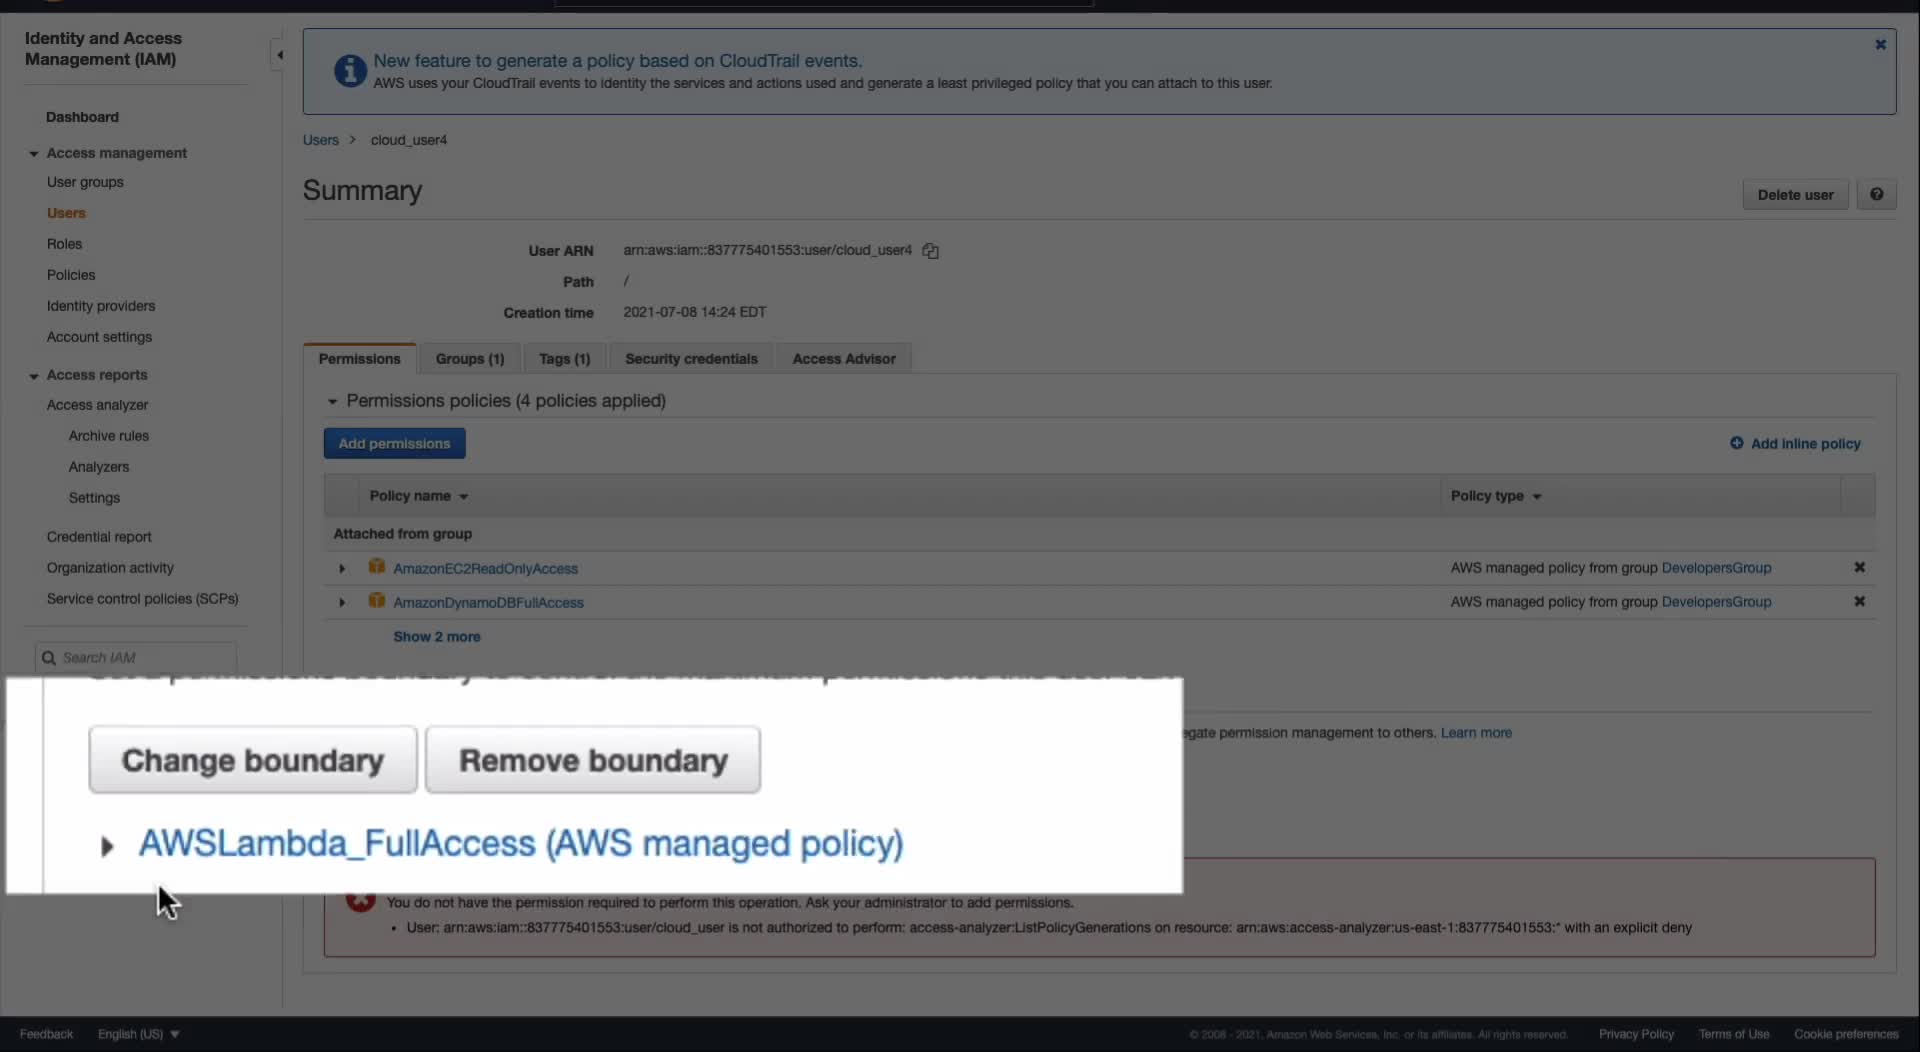 Identity and Access
Management (IAM)
Dashboard
Access management
User groups
Users
Roles
Policies
Identity providers
Account settings
Access reports
Access analyzer
Archive rules
Analyzers
Settings
Credential report
Organization activity
Service control policies (SCPs)
Search IAM
New feature to generate a policy based on CloudTrail events.
AWS uses your CloudTrail events to identify the services and actions used and generate a least privileged policy that you can attach to this user.
Users > cloud_user4
Summary
Delete user
User ARN arn:aws:iam::837775401553:user/cloud_user4
Path /
Creation time 2021-07-08 14:24 EDT
Permissions Groups (1) Tags (1) Security credentials Access Advisor
Permissions policies (4 policies applied)
Add permissions Add inline policy
Policy name Policy type
Attached from group
AmazonEC2ReadOnlyAccess AWS managed policy from group DevelopersGroup
AmazonDynamoDBFullAccess AWS managed policy from group DevelopersGroup
Show 2 more
permission management to others. Learn more
Change boundary Remove boundary
AWSLambda_FullAccess (AWS managed policy)
You do not have the permission required to perform this operation. Ask your administrator to add permissions.
• User: arn:aws:iam::837775401553:user/cloud_user is not authorized to perform: access-analyzer:ListPolicyGenerations on resource: arn:aws:access-analyzer:us-east-1:837775401553:* with an explicit deny
Feedback English (US) © 2008 - 2021, Amazon Web Services, Inc. or its affiliates. All rights reserved. Privacy Policy Terms of Use Cookie preferences